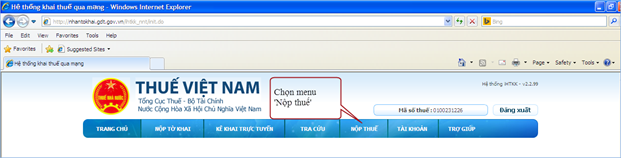 Hệ thống khai thuế qua mạng - Windows Internet Explorer
http://nhantokhai.gdt.gov.vn/ihtkk_nnt/init.do
Bing
File Edit View Favorites Tools Help
Favorites Suggested Sites
Hệ thống khai thuế qua mạng
Page Safety Tools
THUẾ VIỆT NAM
Tổng Cục Thuế - Bộ Tài Chính
Nước Cộng Hòa Xã Hội Chủ Nghĩa Việt Nam
THUẾ NHÀ NƯỚC
Chọn menu
'Nộp thuế'
Hệ thống iHTKK - v2.2.99
Mã số thuế: 0100231226 Đăng xuất
TRANG CHỦ NỘP TỜ KHAI KÊ KHAI TRỰC TUYẾN TRA CỨU NỘP THUẾ TÀI KHOẢN TRỢ GIÚP